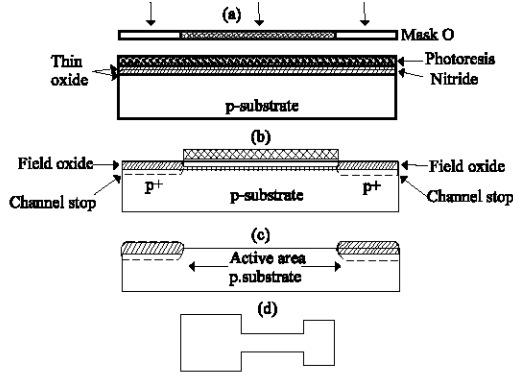 (a)
Mask O
Thin
oxide
Photoresis
Nitride
p-substrate
(b)
Field oxide
Field oxide
p+
p+
Channel stop
Channel stop
p-substrate
(c)
Active area
p.substrate
(d)